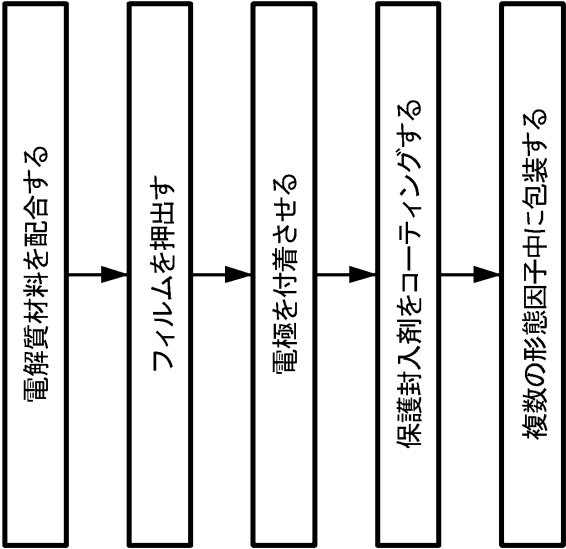 電解質材料を配合する
フィルムを押出す
電極を付着させる
保護封入剤をコーティングする
複数の形態因子中に包装する